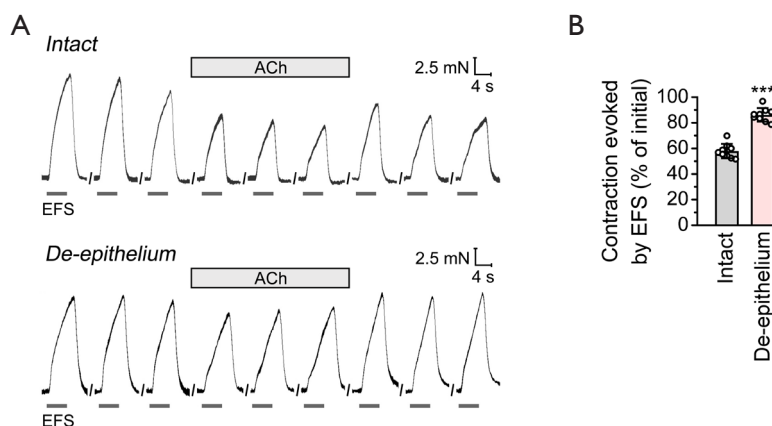 A
Intact
ACh
2.5 mN
4 s
EFS
De-epithelium
ACh
2.5 mN
4 s
EFS
B
***
Contraction evoked
by EFS (% of initial)
100
80
60
40
20
0
Intact
De-epithelium